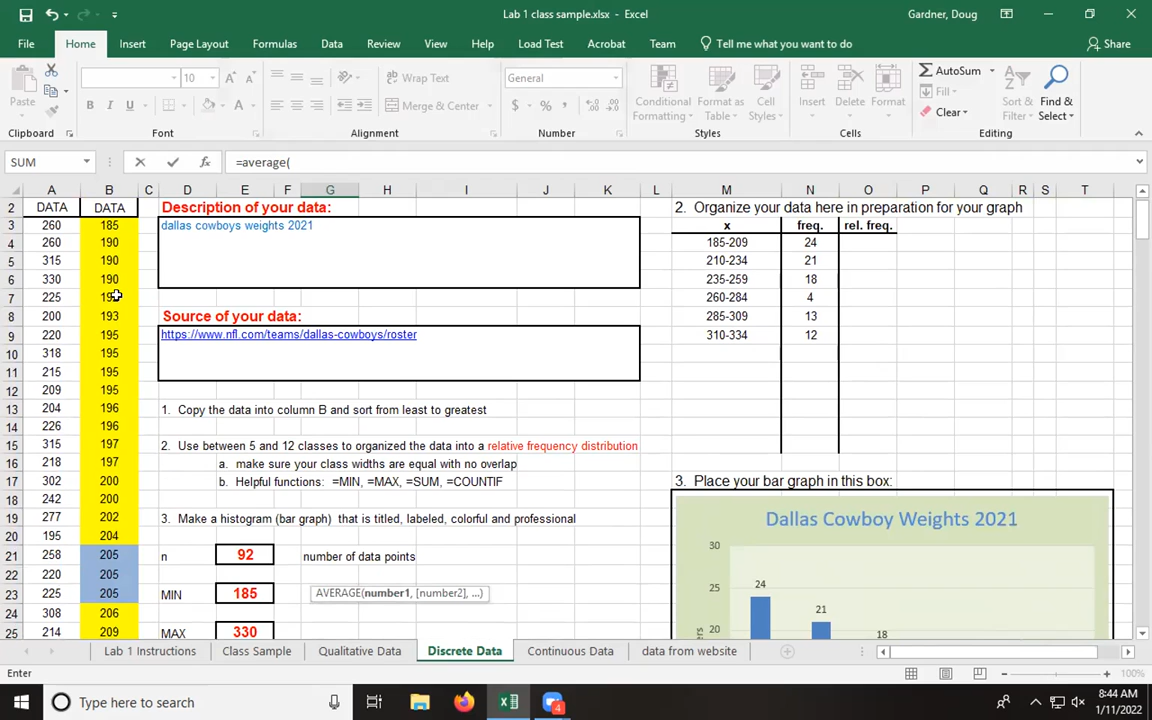 Lab 1 class sample.xlsx - Excel
Gardner, Doug
File Home Insert Page Layout Formulas Data Review View Help Load Test Acrobat Team Tell me what you want to do Share
Paste
10
B I U A
Wrap Text
Merge & Center
General
$ % ,
Conditional Formatting
Format as Table
Cell Styles
Insert
Delete
Format
AutoSum
Fill
Clear
Sort & Filter
Find & Select
Clipboard Font Alignment Number Styles Cells Editing
SUM fx =average(
A B C D E F G H I J K L M N O P Q R S T
2 DATA DATA Description of your data: 2. Organize your data here in preparation for your graph
3 260 185 dallas cowboys weights 2021 x freq. rel. freq.
4 260 190 185-209 24
5 315 190 210-234 21
6 330 190 235-259 18
7 225 260-284 4
8 200 193 Source of your data: 285-309 13
9 220 195 https://www.nfl.com/teams/dallas-cowboys/roster 310-334 12
10 318 195
11 215 195
12 209 195
13 204 196 1. Copy the data into column B and sort from least to greatest
14 226 196
15 315 197 2. Use between 5 and 12 classes to organized the data into a relative frequency distribution
16 218 197 a. make sure your class widths are equal with no overlap
17 302 200 b. Helpful functions: =MIN, =MAX, =SUM, =COUNTIF 3. Place your bar graph in this box:
18 242 200
19 277 202 3. Make a histogram (bar graph) that is titled, labeled, colorful and professional Dallas Cowboy Weights 2021
20 195 204 30
21 258 205 n 92 number of data points 24
22 220 205 25
23 225 205 MIN 185 AVERAGE(number1, [number2], ...) 21
24 308 206 20 18
25 214 209 MAX 330
Lab 1 Instructions Class Sample Qualitative Data Discrete Data Continuous Data data from website
Enter 100%
Type here to search
4
8:44 AM
1/11/2022